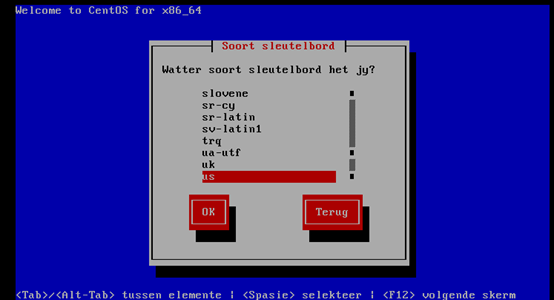 Welcome to CentOS for x86_64
Soort sleutelbord
Watter soort sleutelbord het jy?
slovene
sr-cy
sr-latin
sv-latin1
trq
ua-utf
uk
us
OK
Terug
<Tab>/<Alt-Tab> tussen elemente | <Spasie> selekteer | <F12> volgende skerm